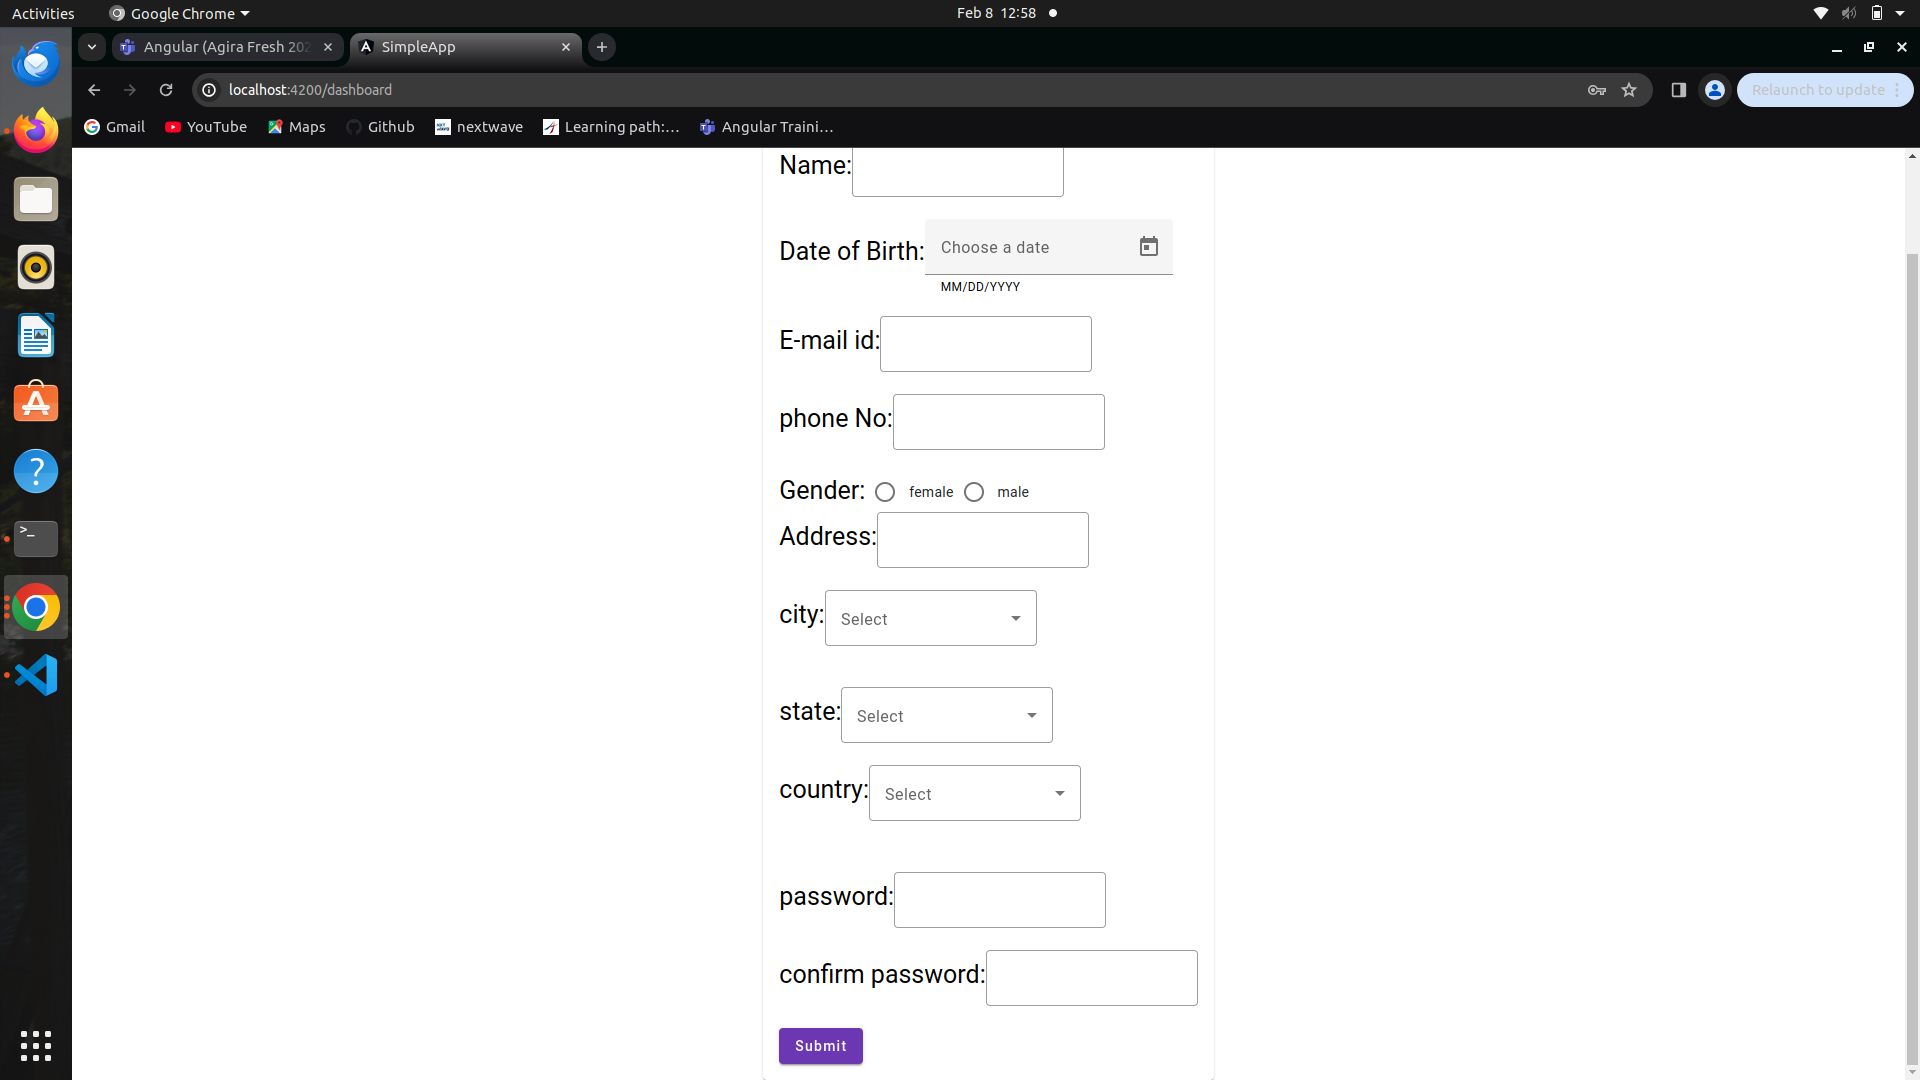 Activities
Google Chrome
Feb 8 12:58
Angular (Agira Fresh 202
SimpleApp
localhost:4200/dashboard
Relaunch to update
Gmail
YouTube
Maps
Github
nextwave
Learning path:...
Angular Traini...
Name:
Date of Birth:
Choose a date
MM/DD/YYYY
E-mail id:
phone No:
Gender:
female
male
Address:
city:
Select
state:
Select
country:
Select
password:
confirm password:
Submit